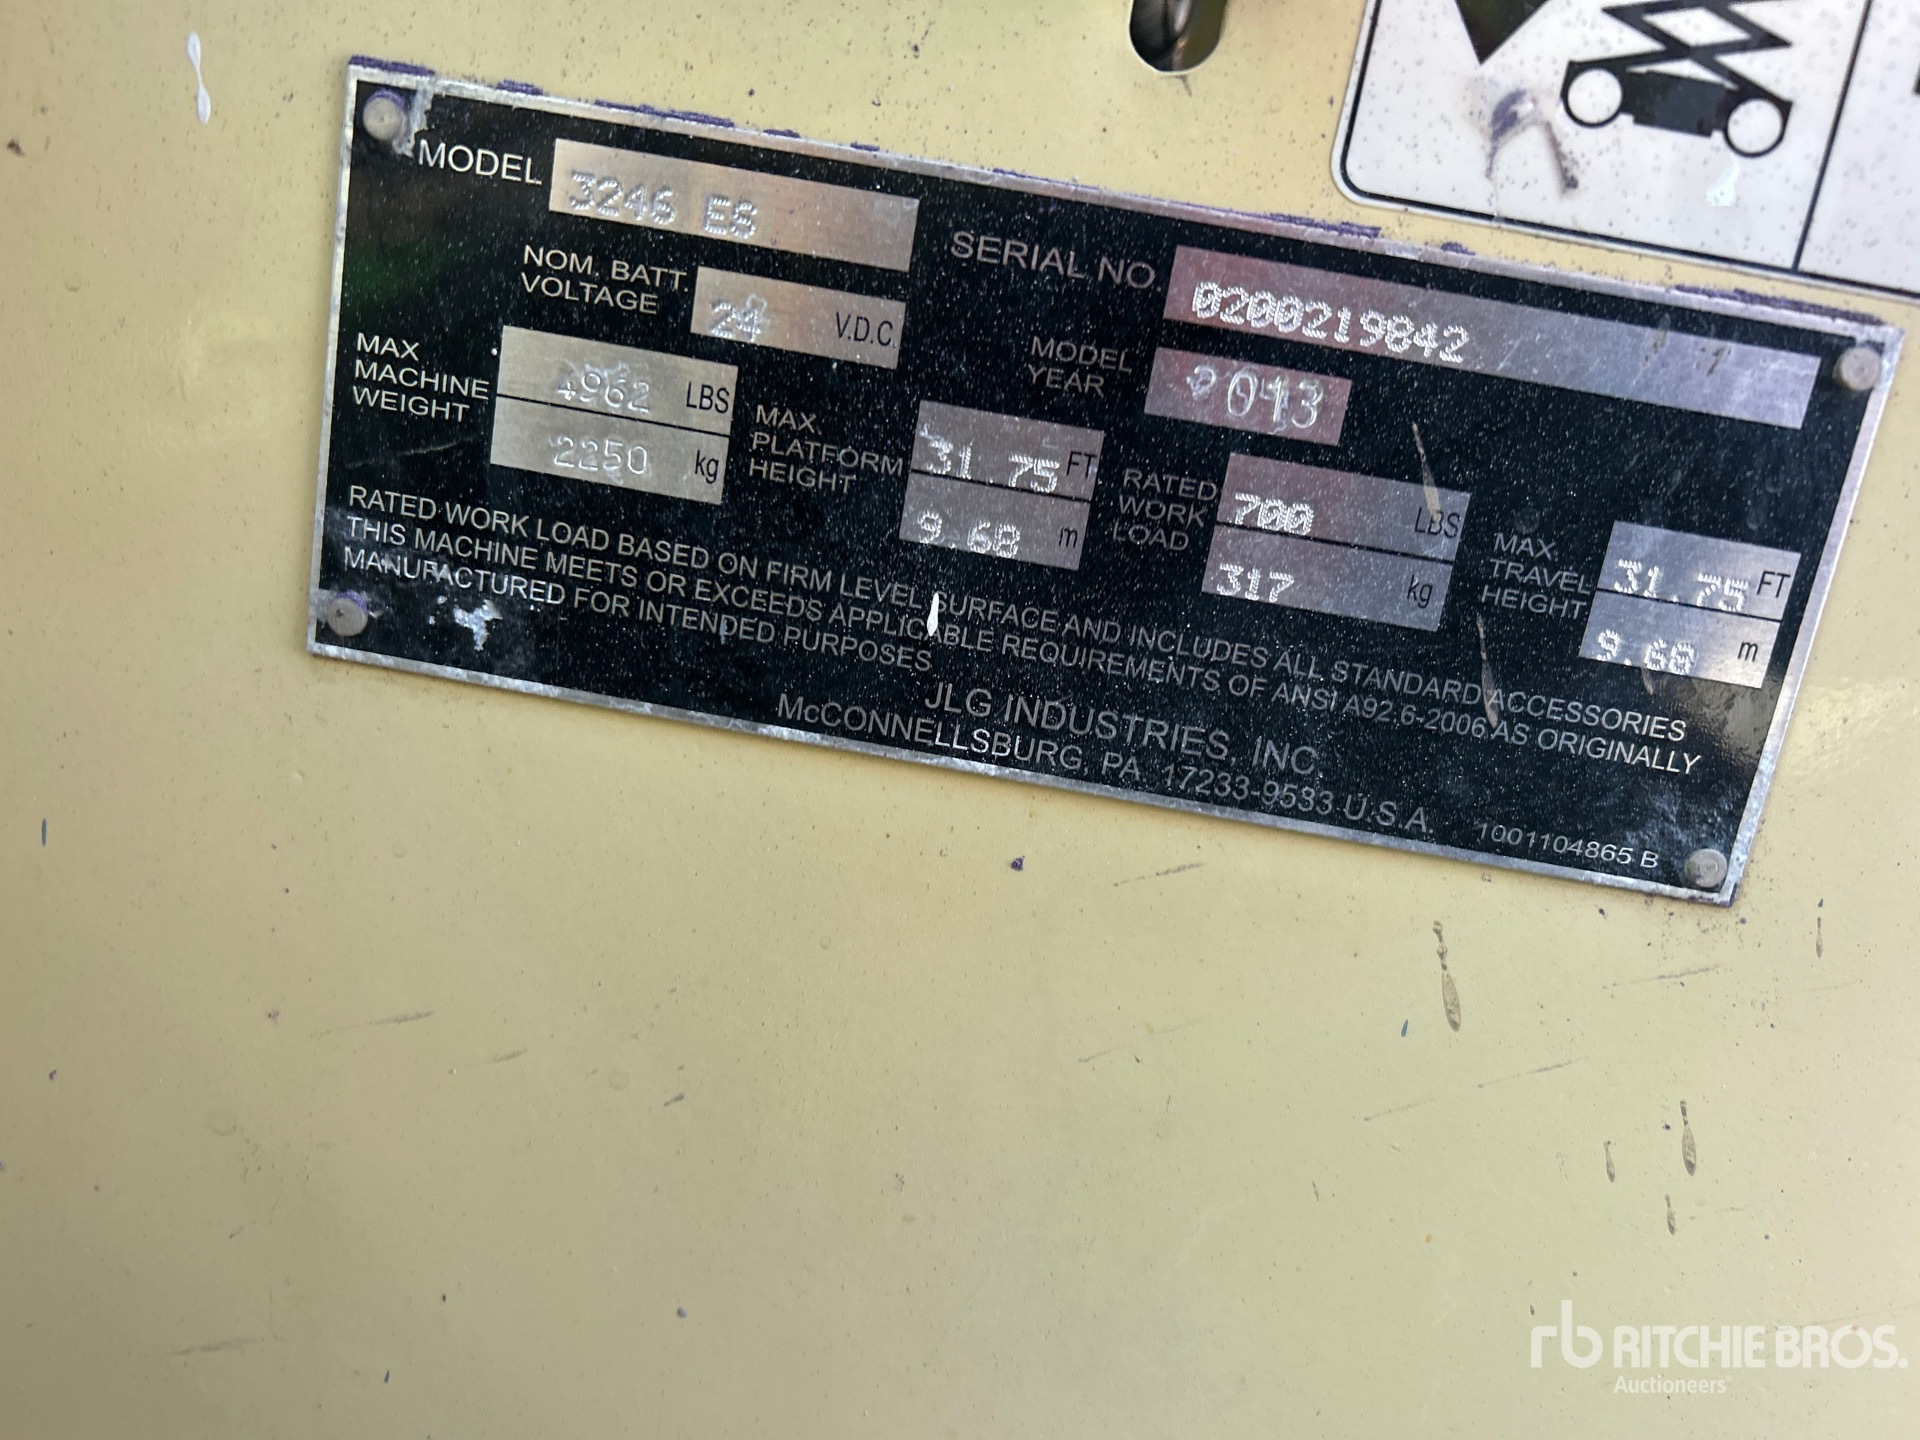 MODEL 3246 ES
SERIAL NO. 0200219842
NOM. BATT. VOLTAGE 24 V.D.C.
MODEL YEAR 2013
MAX. MACHINE WEIGHT 4962 LBS
2250 kg
MAX. PLATFORM HEIGHT 31.75 FT
9.68 m
RATED WORK LOAD 700 LBS
317 kg
MAX. TRAVEL HEIGHT 31.75 FT
9.68 m
RATED WORK LOAD BASED ON FIRM LEVEL SURFACE AND INCLUDES ALL STANDARD ACCESSORIES
THIS MACHINE MEETS OR EXCEEDS APPLICABLE REQUIREMENTS OF ANSI A92.6-2006 AS ORIGINALLY
MANUFACTURED FOR INTENDED PURPOSES
JLG INDUSTRIES, INC.
McCONNELLSBURG, PA 17233-9533 U.S.A.
1001104865 B
rb RITCHIE BROS.
Auctioneers